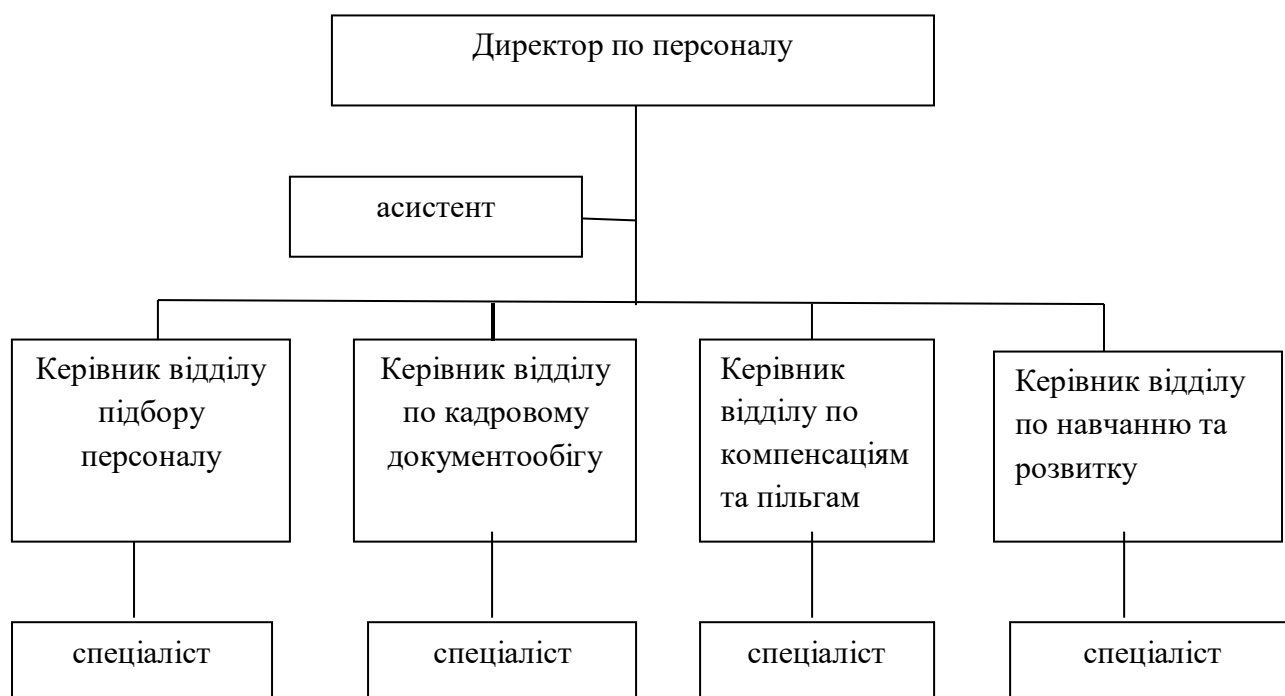 Директор по персоналу
асистент
Керівник відділу
підбору
персоналу
Керівник відділу
по кадровому
документообігу
Керівник
відділу по
компенсаціям
та пільгам
Керівник відділу
по навчанню та
розвитку
спеціаліст
спеціаліст
спеціаліст
спеціаліст